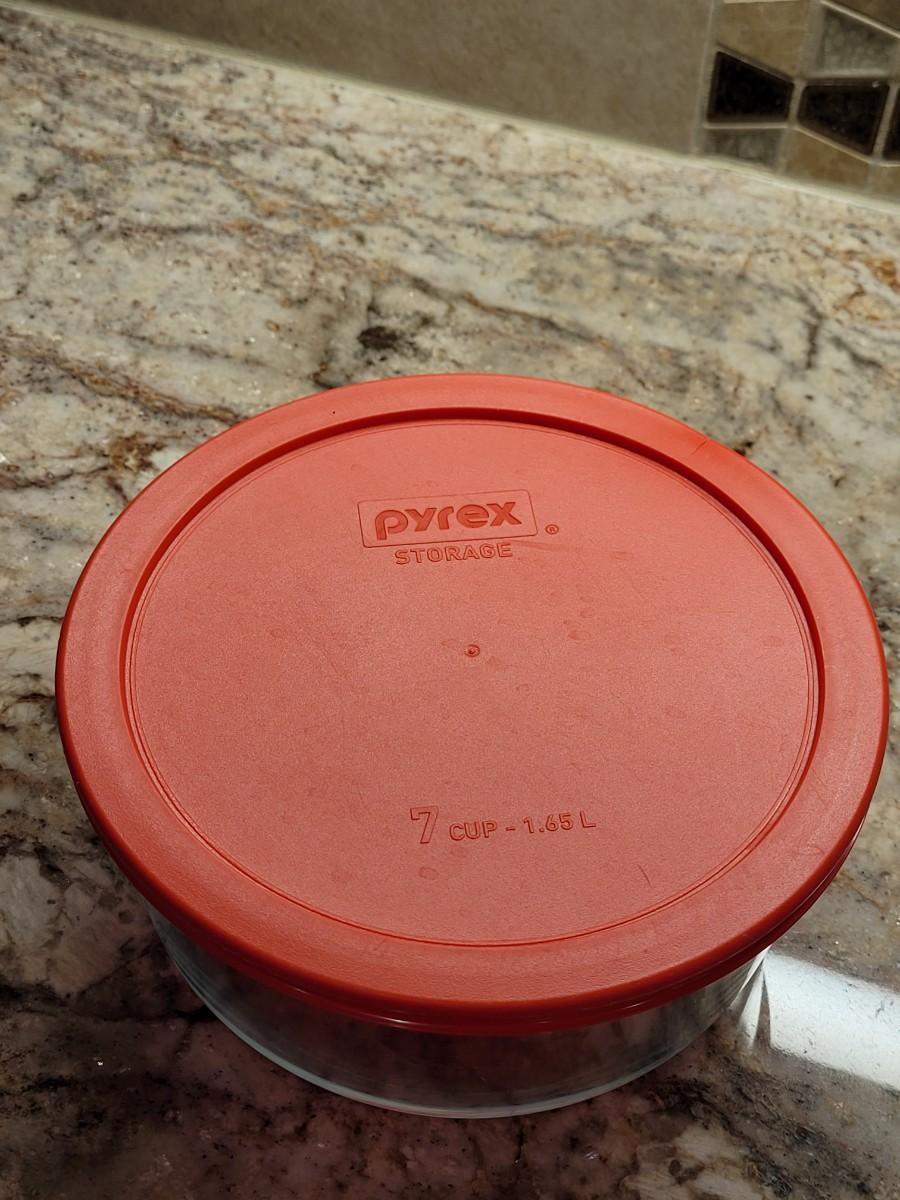 pyrex®
STORAGE
7 CUP - 1.65 L